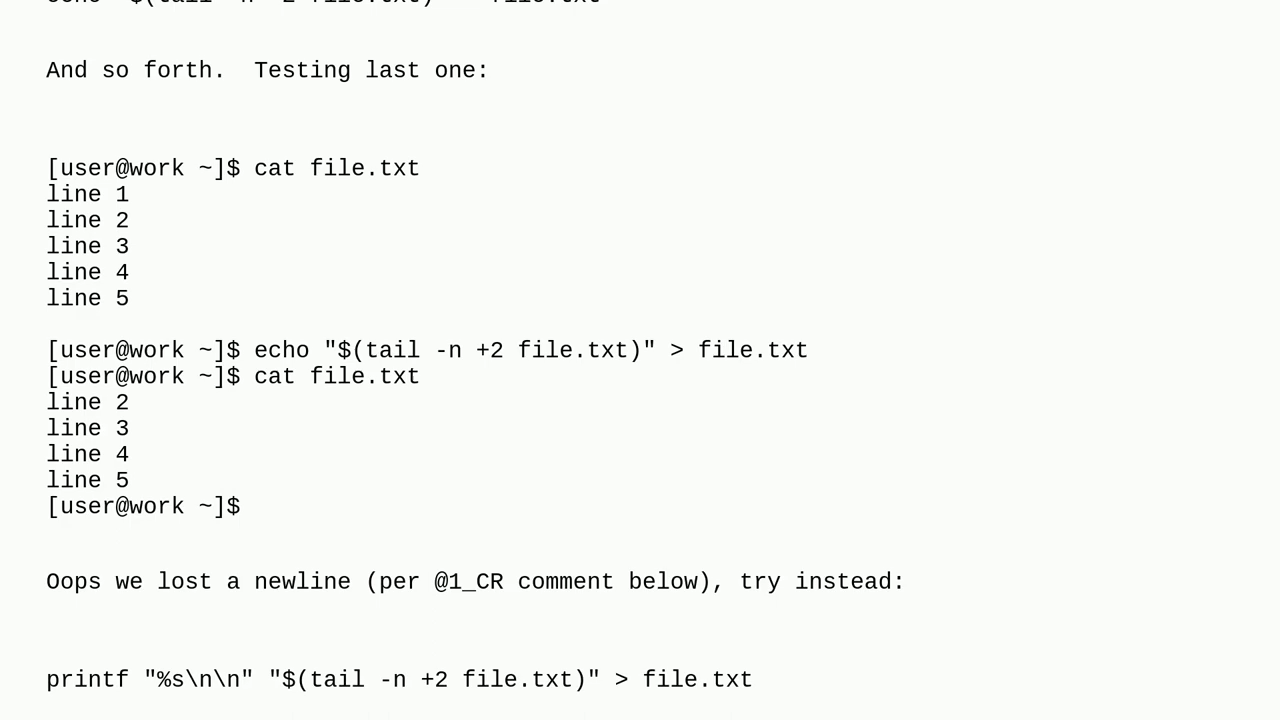 And so forth.  Testing last one:
[user@work ~]$ cat file.txt
line 1
line 2
line 3
line 4
line 5
[user@work ~]$ echo "$(tail -n +2 file.txt)" > file.txt
[user@work ~]$ cat file.txt
line 2
line 3
line 4
line 5
[user@work ~]$
Oops we lost a newline (per @1_CR comment below), try instead:
printf "%s\n\n" "$(tail -n +2 file.txt)" > file.txt